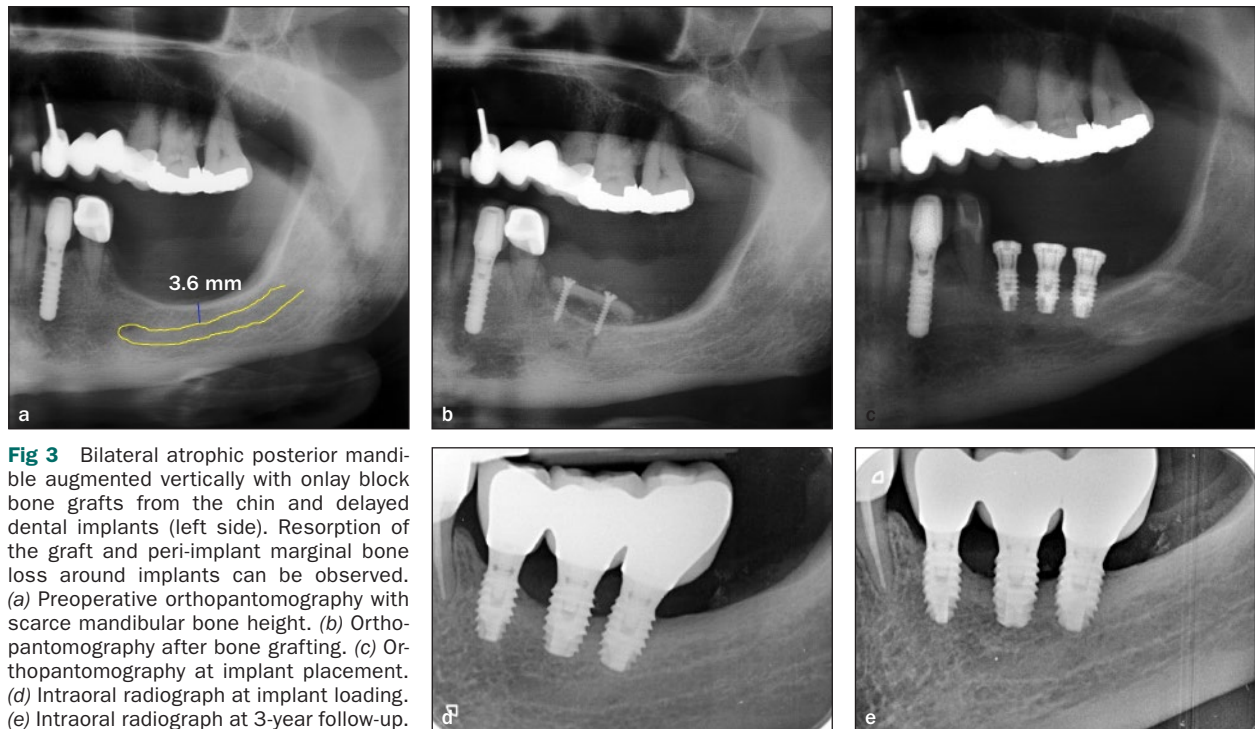 3.6 mm
a
b
c
Fig 3 Bilateral atrophic posterior mandi-
ble augmented vertically with onlay block
bone grafts from the chin and delayed
dental implants (left side). Resorption of
the graft and peri-implant marginal bone
loss around implants can be observed.
(a) Preoperative orthopantomography with
scarce mandibular bone height. (b) Ortho-
pantomography after bone grafting. (c) Or-
thopantomography at implant placement.
(d) Intraoral radiograph at implant loading.
(e) Intraoral radiograph at 3-year follow-up.
d
e